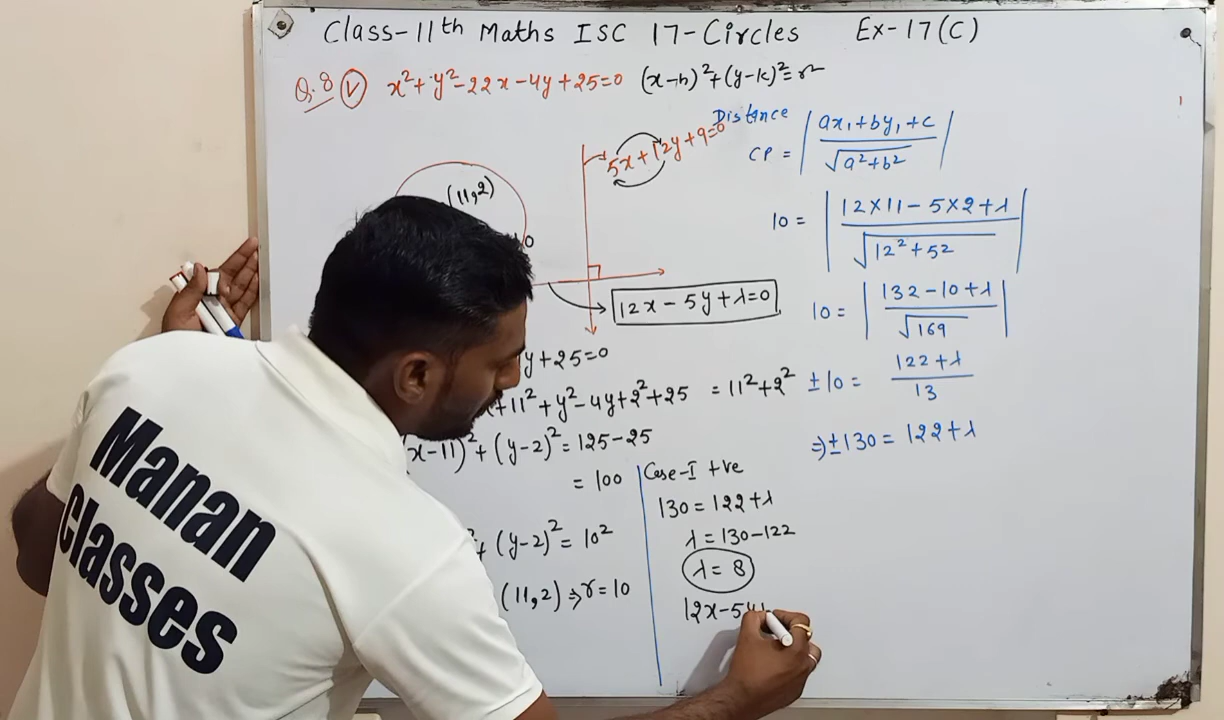 Class-11th Maths ISC 17-Circles Ex-17(C)
Q.8 (V) x²+y²-22x-4y+25=0 (x-h)²+(y-k)²=r²
5x+12y+9=0
(11,2)
12x-5y+λ=0
y+25=0
x+11²+y²-4y+2²+25 = 11²+2²
(x-11)²+(y-2)²=125-25
= 100
+(y-2)²=10²
(11,2) ⇒ r=10
Distance
CP = |ax₁+by₁+c / √a²+b²|
10 = |12×11-5×2+λ / √12²+52|
10 = |132-10+λ / √169|
±10 = 122+λ / 13
⇒ ±130 = 122+λ
Case-I +ve
130=122+λ
λ=130-122
λ=8
12x-5y+
Manan
Classes